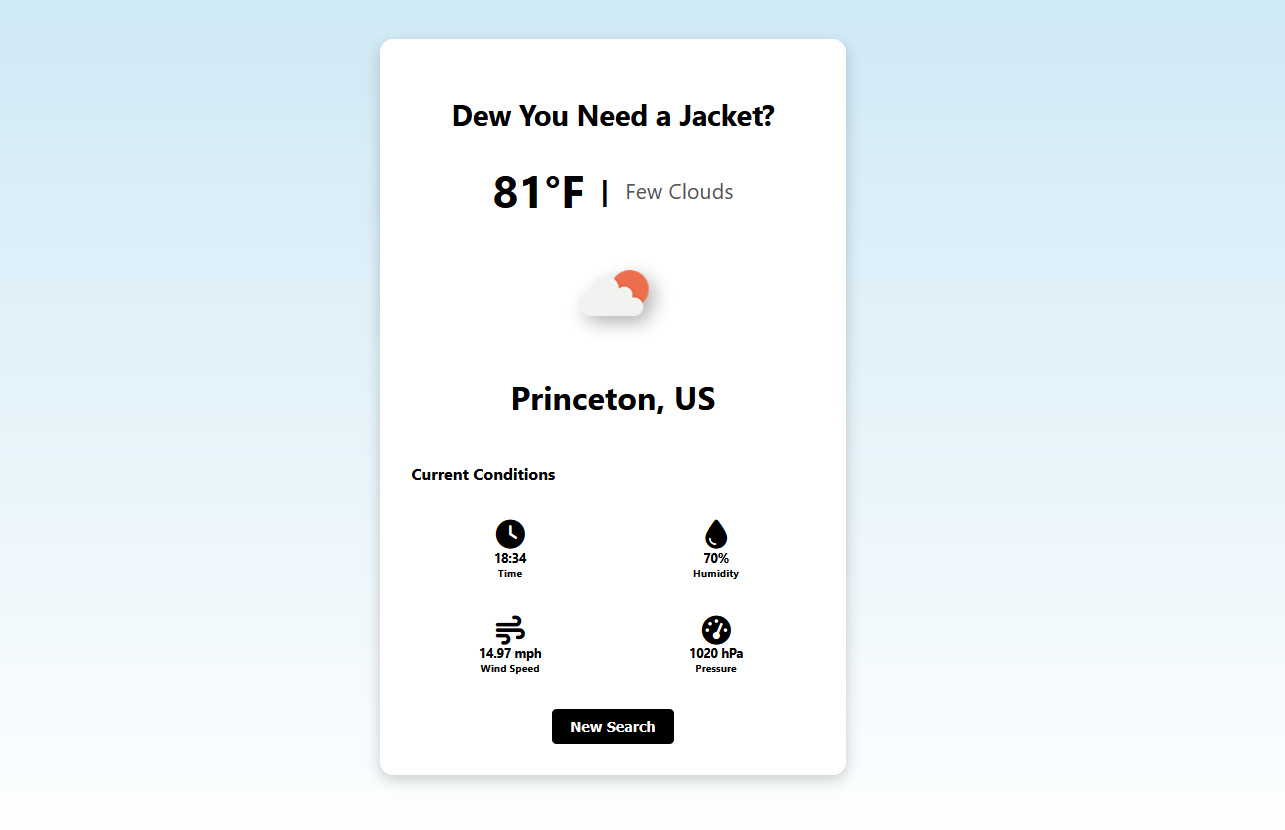 Dew You Need a Jacket?
81°F | Few Clouds
Princeton, US
Current Conditions
18:34 70%
Time Humidity
14.97 mph 1020 hPa
Wind Speed Pressure
New Search